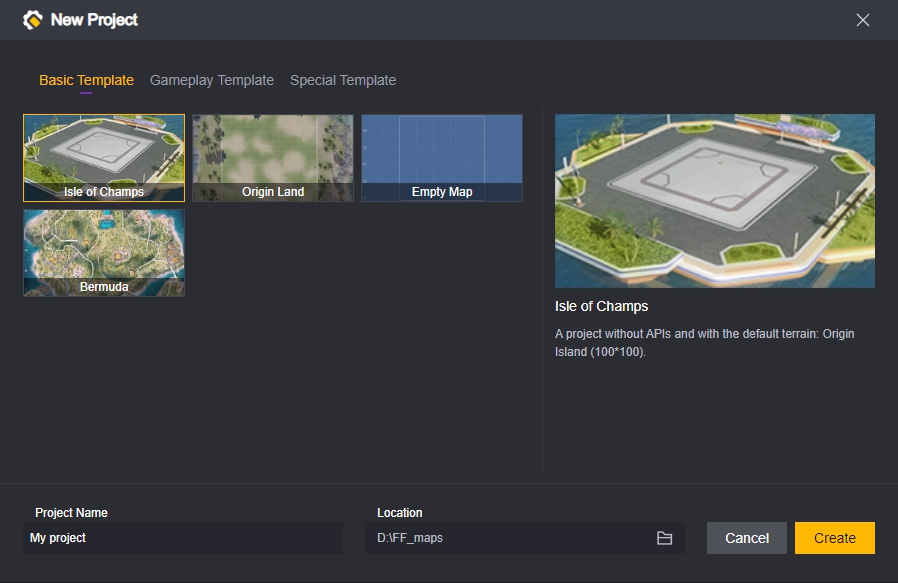 New Project
Basic Template Gameplay Template Special Template
Isle of Champs
Origin Land
Empty Map
Bermuda
Isle of Champs
A project without APIs and with the default terrain: Origin
Island (100*100).
Project Name
My project
Location
D:\FF_maps
Cancel
Create